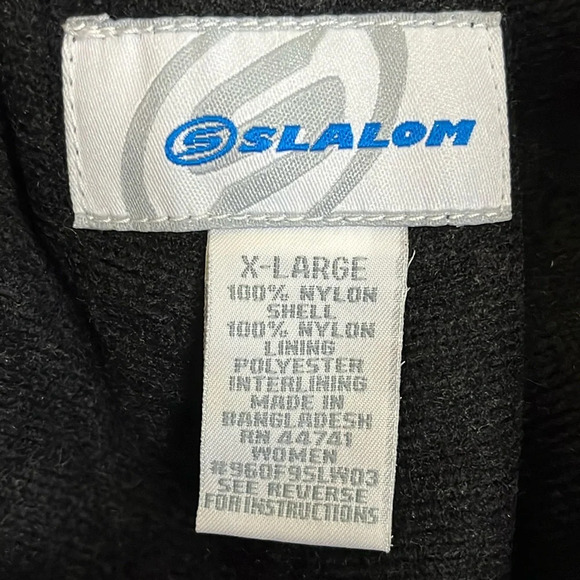 SLALOM
X-LARGE
100% NYLON
SHELL
100% NYLON
LINING
POLYESTER
INTERLINING
MADE IN
BANGLADESH
RN 44741
WOMEN
#960F9SLW03
SEE REVERSE
FOR INSTRUCTIONS